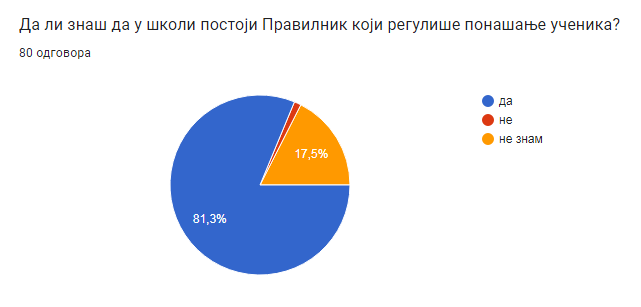 Да ли знаш да у школи постоји Правилник који регулише понашање ученика?
80 одговора
да
не
не знам
17,5%
81,3%